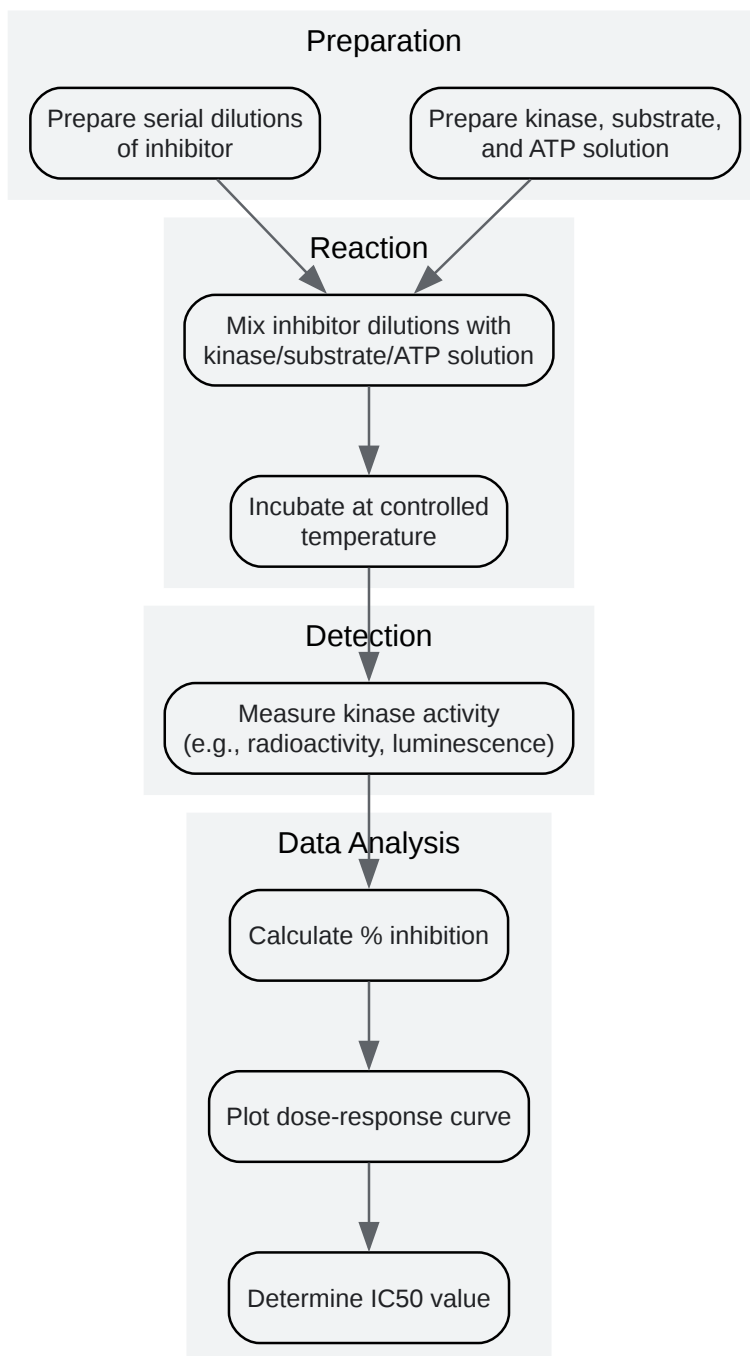 Preparation
Prepare serial dilutions
of inhibitor
Prepare kinase, substrate,
and ATP solution
Reaction
Mix inhibitor dilutions with
kinase/substrate/ATP solution
Incubate at controlled
temperature
Detection
Measure kinase activity
(e.g., radioactivity, luminescence)
Data Analysis
Calculate % inhibition
Plot dose-response curve
Determine IC50 value